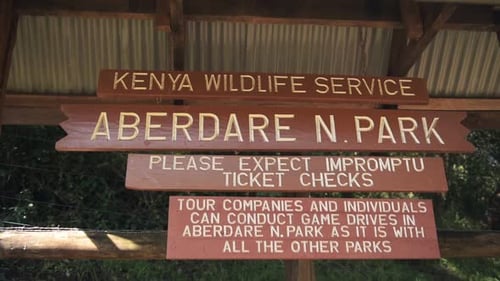 KENYA WILDLIFE SERVICE
ABERDARE N. PARK
PLEASE EXPECT IMPROMPTU
TICKET CHECKS
TOUR COMPANIES AND INDIVIDUALS
CAN CONDUCT GAME DRIVES IN
ABERDARE N. PARK AS IT IS WITH
ALL THE OTHER PARKS